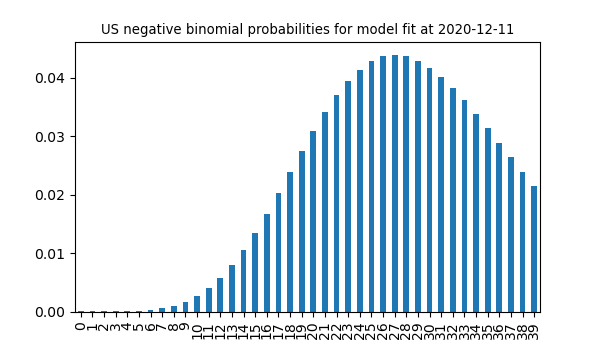 US negative binomial probabilities for model fit at 2020-12-11
0.04
0.03
0.02
0.01
0.00
0 1 2 3 4 5 6 7 8 9 10 11 12 13 14 15 16 17 18 19 20 21 22 23 24 25 26 27 28 29 30 31 32 33 34 35 36 37 38 39